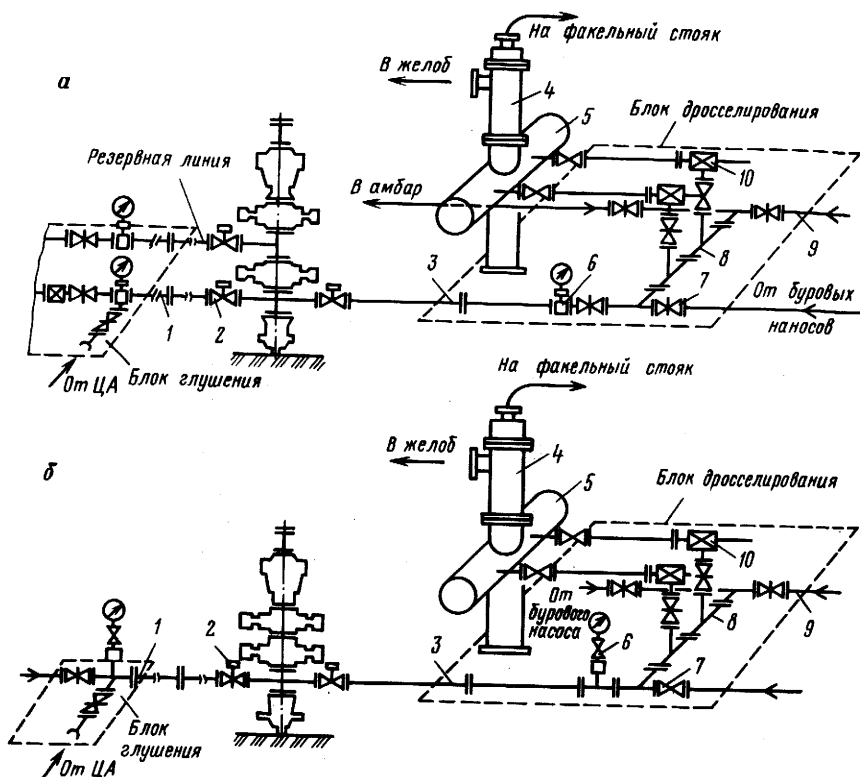 а
На факельный стояк
В желоб
4
5
Блок дросселирования
Резервная линия
10
В амбар
3
6
8
7
9
1
2
От буровых
насосов
Блок глушения
От ЦА
б
На факельный стояк
В желоб
4
5
Блок дросселирования
10
От
бурового
насоса
1
2
3
6
8
7
9
Блок
глушения
От ЦА